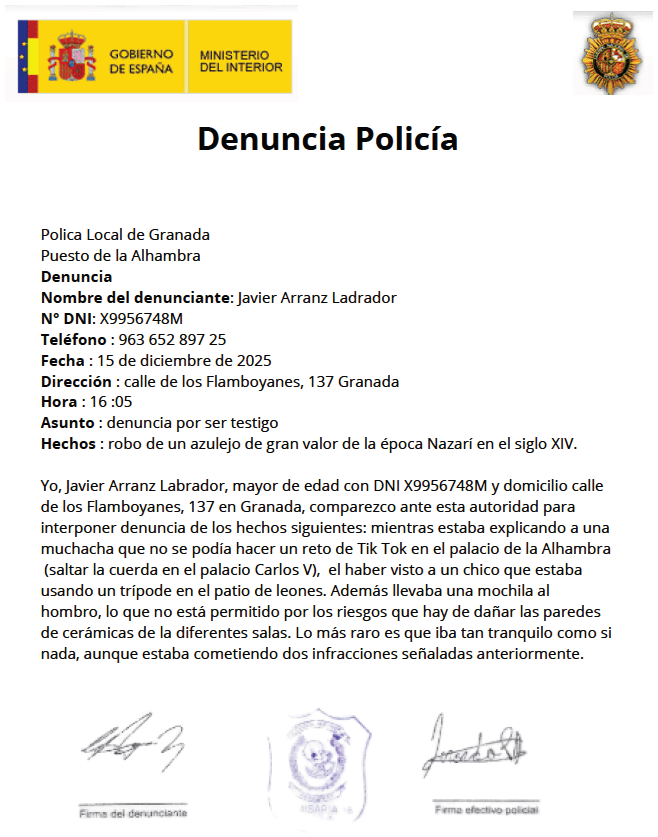 GOBIERNO
DE ESPAÑA
MINISTERIO
DEL INTERIOR
Denuncia Policía
Polica Local de Granada
Puesto de la Alhambra
Denuncia
Nombre del denunciante: Javier Arranz Ladrador
N° DNI: X9956748M
Teléfono : 963 652 897 25
Fecha : 15 de diciembre de 2025
Dirección : calle de los Flamboyanes, 137 Granada
Hora : 16 :05
Asunto : denuncia por ser testigo
Hechos : robo de un azulejo de gran valor de la época Nazarí en el siglo XIV.
Yo, Javier Arranz Labrador, mayor de edad con DNI X9956748M y domicilio calle
de los Flamboyanes, 137 en Granada, comparezco ante esta autoridad para
interponer denuncia de los hechos siguientes: mientras estaba explicando a una
muchacha que no se podía hacer un reto de Tik Tok en el palacio de la Alhambra
(saltar la cuerda en el palacio Carlos V), el haber visto a un chico que estaba
usando un trípode en el patio de leones. Además llevaba una mochila al
hombro, lo que no está permitido por los riesgos que hay de dañar las paredes
de cerámicas de la diferentes salas. Lo más raro es que iba tan tranquilo como si
nada, aunque estaba cometiendo dos infracciones señaladas anteriormente.
Firma del denunciante
Firma efectivo policial